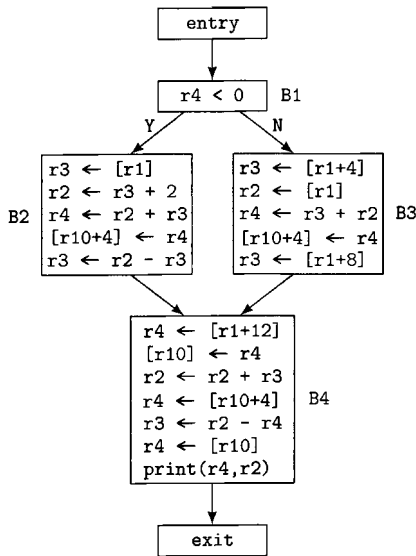 entry
r4 < 0 B1
Y N
B2
r3 ← [r1]
r2 ← r3 + 2
r4 ← r2 + r3
[r10+4] ← r4
r3 ← r2 - r3
r3 ← [r1+4]
r2 ← [r1]
r4 ← r3 + r2
[r10+4] ← r4
r3 ← [r1+8]
B3
r4 ← [r1+12]
[r10] ← r4
r2 ← r2 + r3
r4 ← [r10+4]
r3 ← r2 - r4
r4 ← [r10]
print(r4,r2)
B4
exit